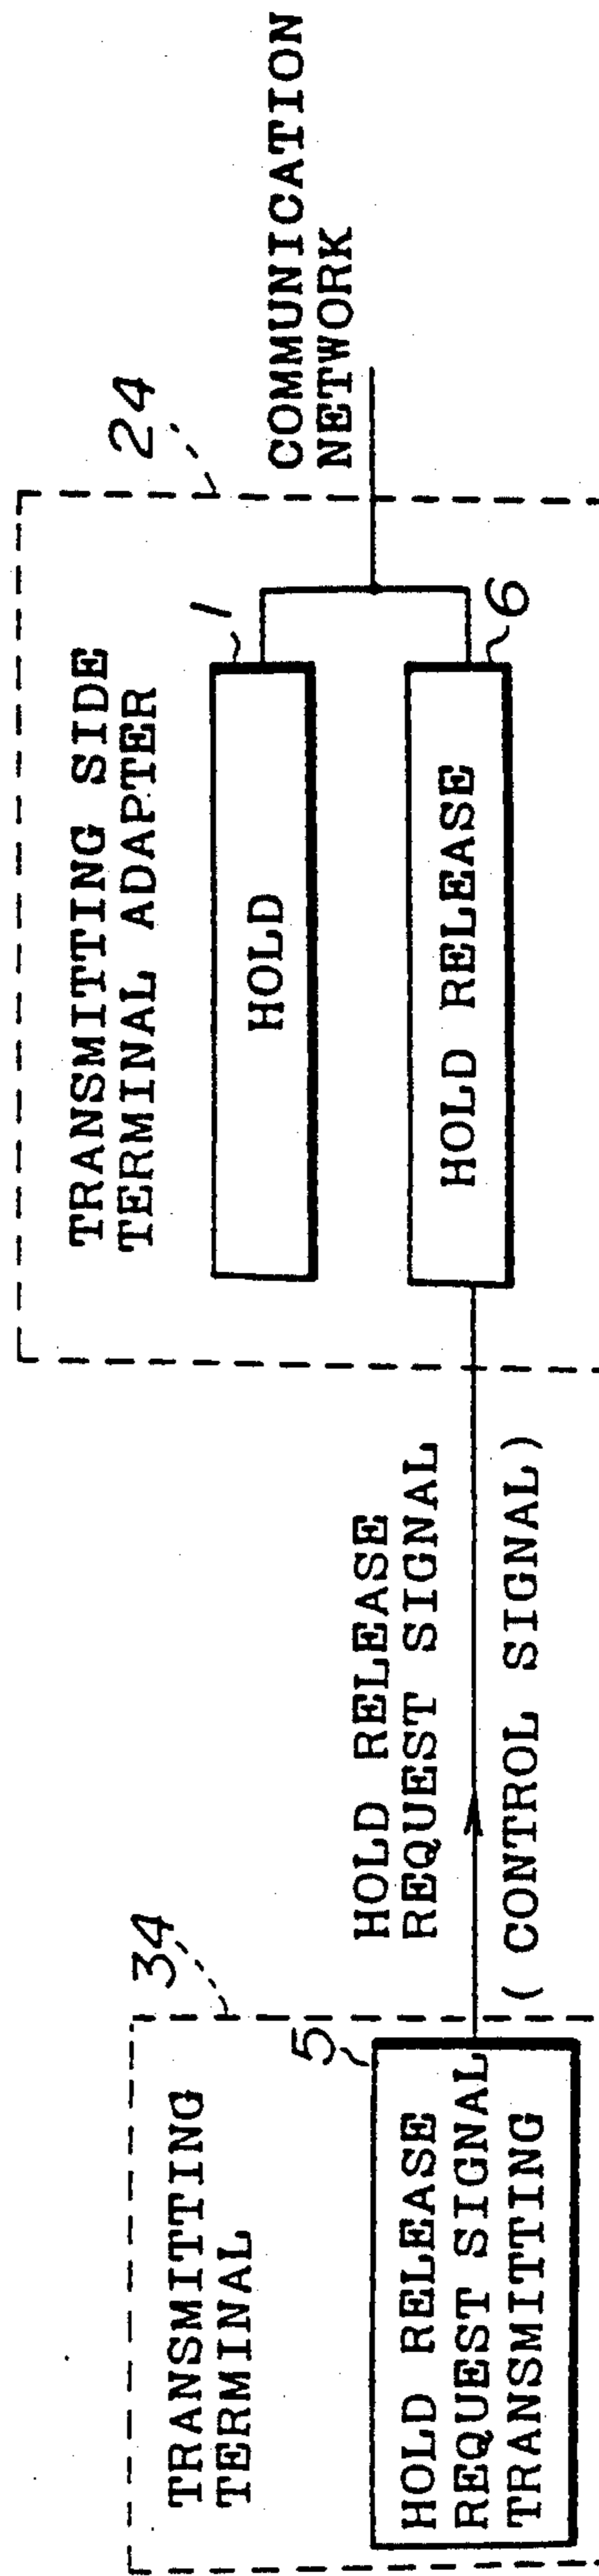 TRANSMITTING
TERMINAL
34
5
HOLD RELEASE
REQUEST SIGNAL
TRANSMITTING
HOLD RELEASE
REQUEST SIGNAL
( CONTROL SIGNAL )
TRANSMITTING SIDE
TERMINAL ADAPTER
24
HOLD
1
HOLD RELEASE
6
COMMUNICATION
NETWORK